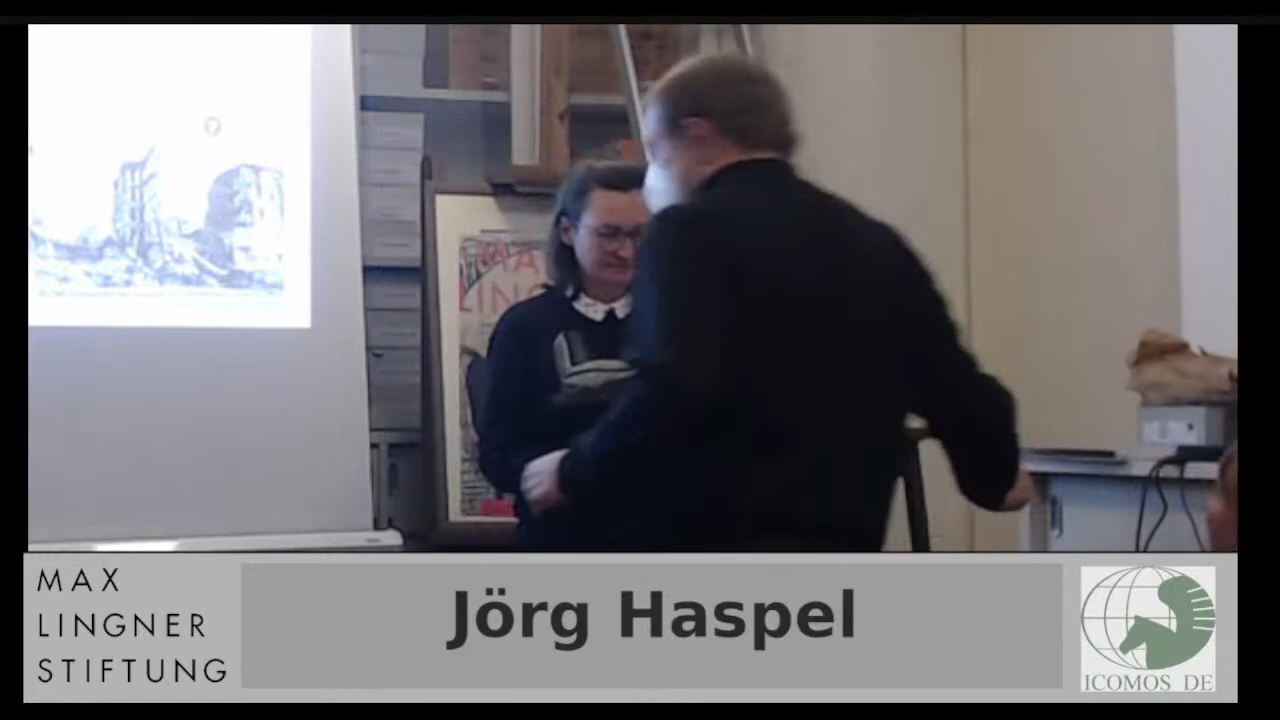 MAX
LINGNER
STIFTUNG
Jörg Haspel
ICOMOS DE